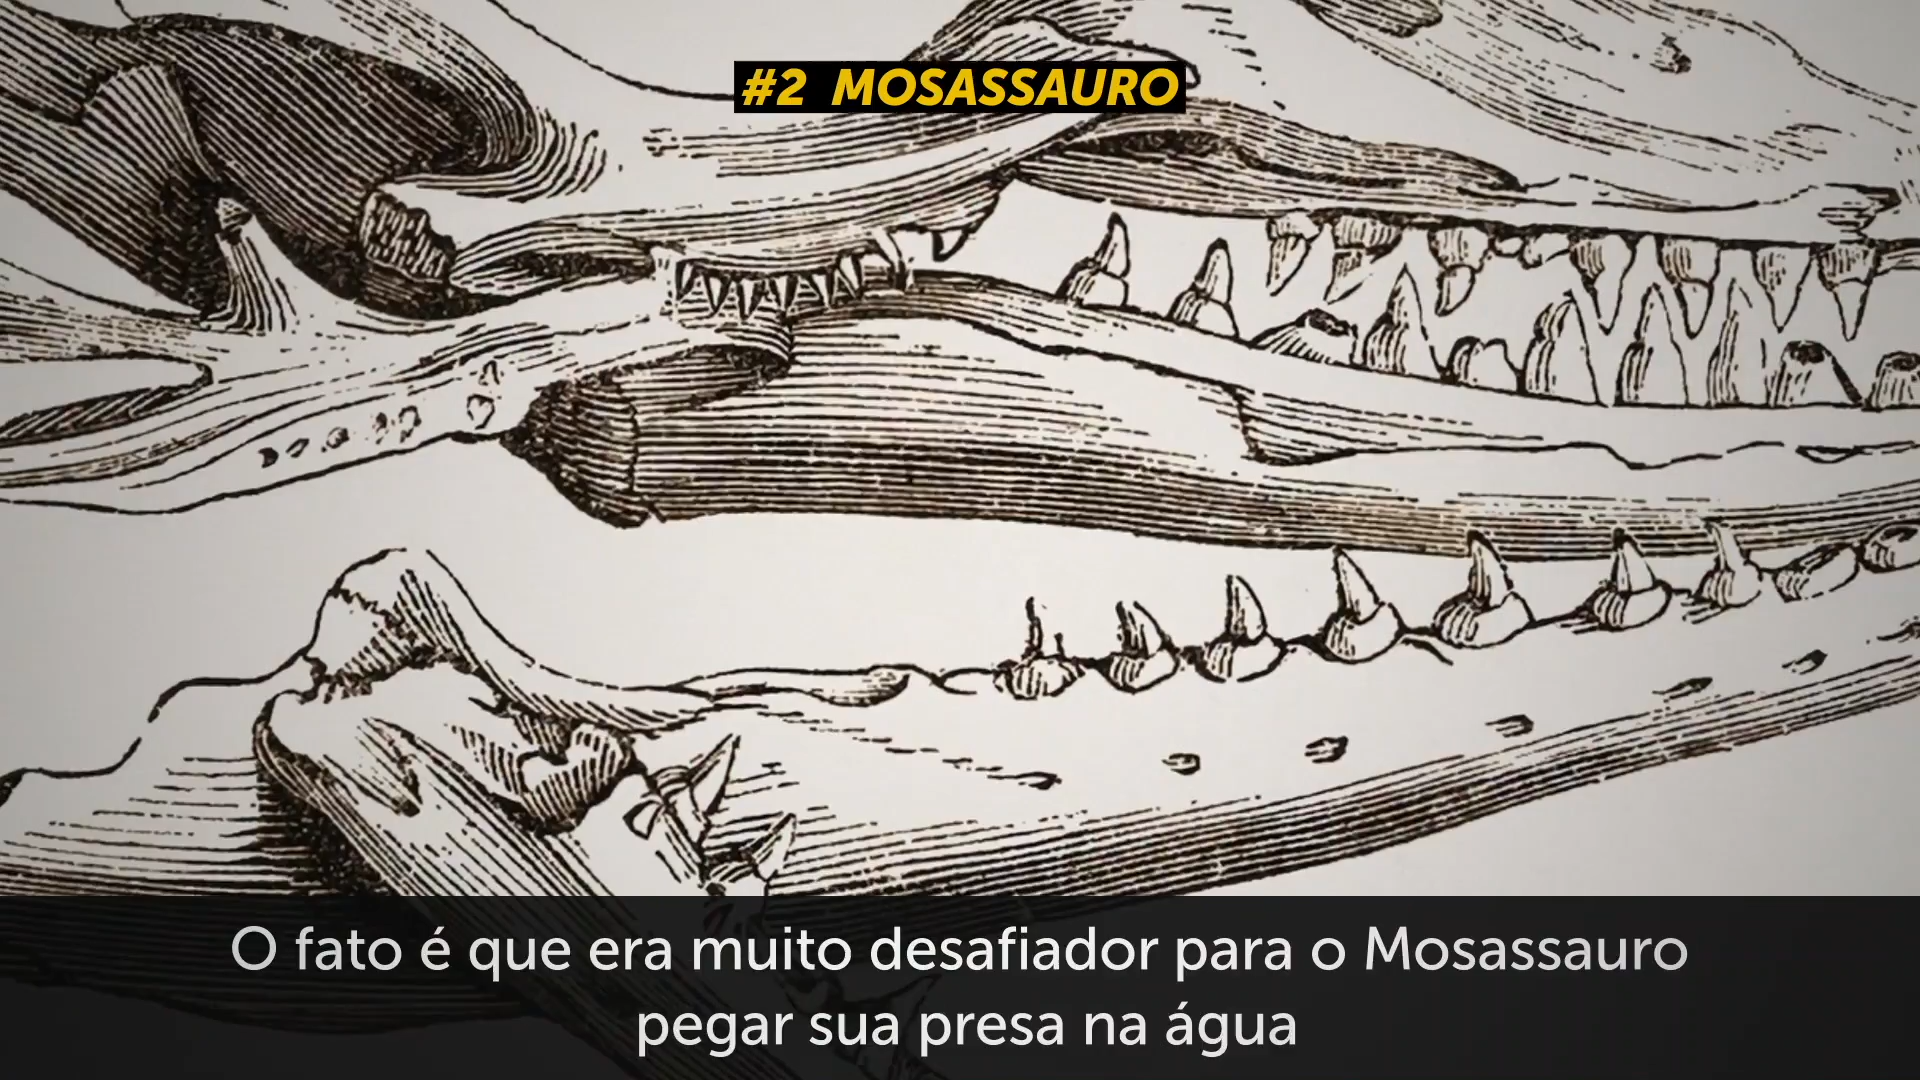 #2 MOSASSAURO
O fato é que era muito desafiador para o Mosassauro
pegar sua presa na água